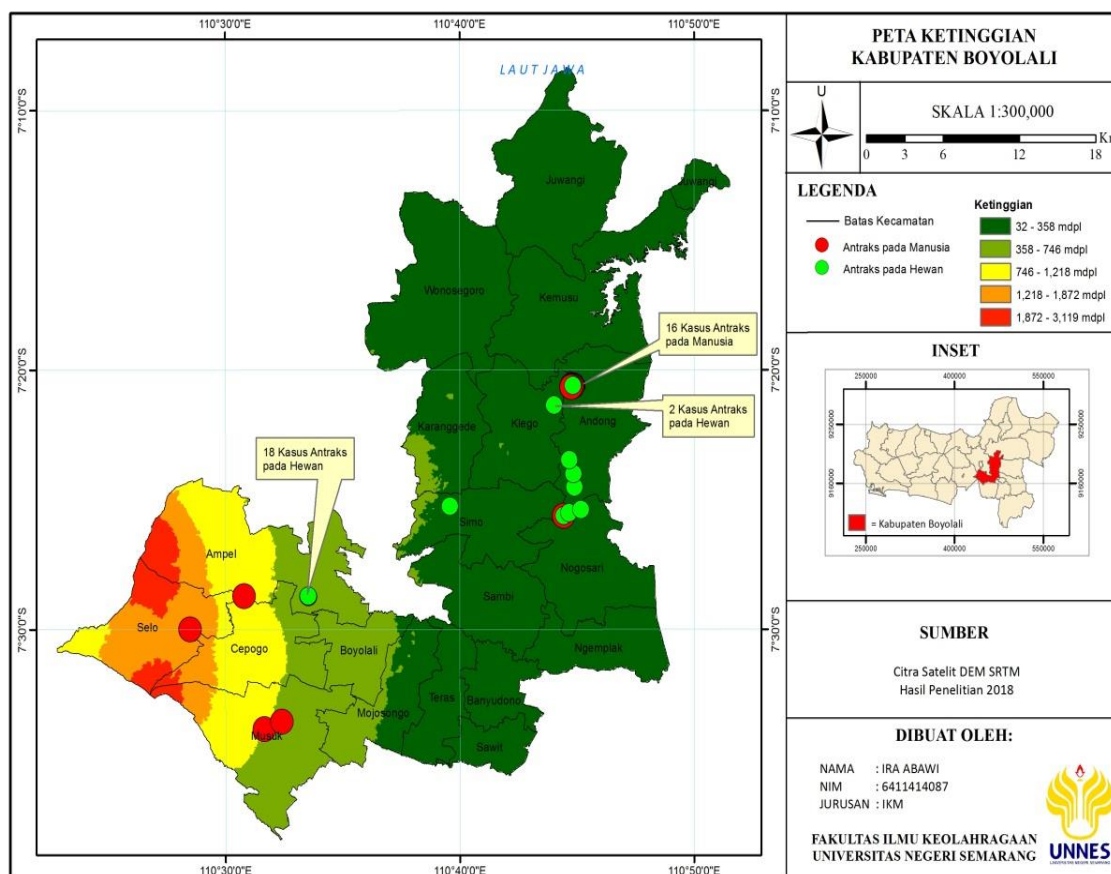 110°30'0"E
110°40'0"E
110°50'0"E
7°10'0"S
7°20'0"S
7°30'0"S
7°10'0"S
7°20'0"S
7°30'0"S
110°30'0"E
110°40'0"E
110°50'0"E
LAUT JAWA
Juwangi
Juwangi
Wonosegoro
Kemusu
16 Kasus Antraks
pada Manusia
2 Kasus Antraks
pada Hewan
Karanggede
Klego
Andong
18 Kasus Antraks
pada Hewan
Simo
Ampel
Nogosari
Sambi
Selo
Cepogo
Boyolali
Ngemplak
Teras
Banyudono
Mojosongo
Musuk
Sawit
PETA KETINGGIAN
KABUPATEN BOYOLALI
U
SKALA 1:300,000
0 3 6 12 18
LEGENDA
Batas Kecamatan
Antraks pada Manusia
Antraks pada Hewan
Ketinggian
32 - 358 mdpl
358 - 746 mdpl
746 - 1,218 mdpl
1,218 - 1,872 mdpl
1,872 - 3,119 mdpl
INSET
250000 400000 550000
9250000
9160000
9250000
9160000
= Kabupaten Boyolali
250000 400000 550000
SUMBER
Citra Satelit DEM SRTM
Hasil Penelitian 2018
DIBUAT OLEH:
NAMA : IRA ABAWI
NIM : 6411414087
JURUSAN : IKM
FAKULTAS ILMU KEOLAHRAGAAN
UNIVERSITAS NEGERI SEMARANG
UNNES
UNIVERSITAS NEGERI SEMARANG